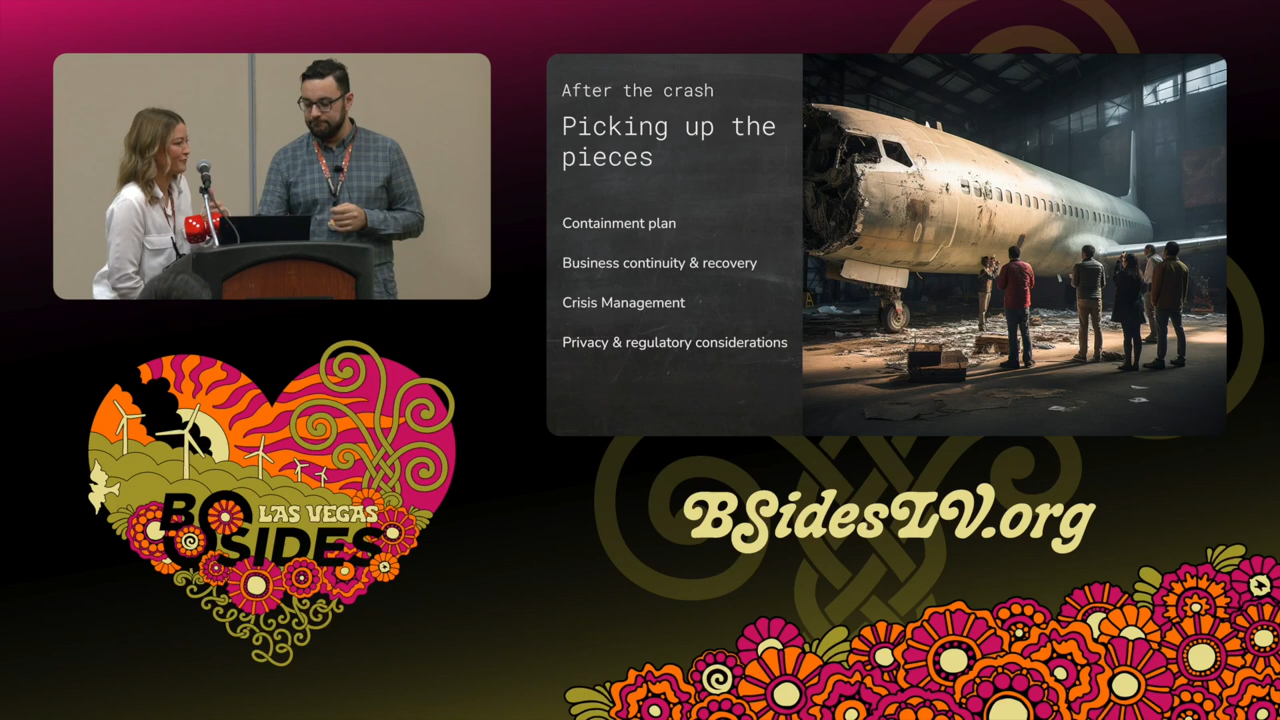 After the crash
Picking up the
pieces
Containment plan
Business continuity & recovery
Crisis Management
Privacy & regulatory considerations
LAS VEGAS
BSIDES
BSidesLV.org